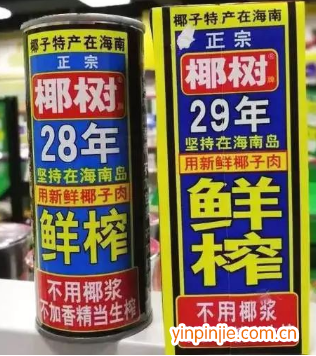 椰子特产在海南
正宗
椰树
牌
28年
坚持在海南岛
用新鲜椰子肉
鲜榨
不用椰浆
不加香精当生榨
椰子特产在海南
正宗
椰树
牌
29年
坚持在海南岛
用新鲜椰子肉
鲜榨
不用椰浆
yinpinjie.com.cn